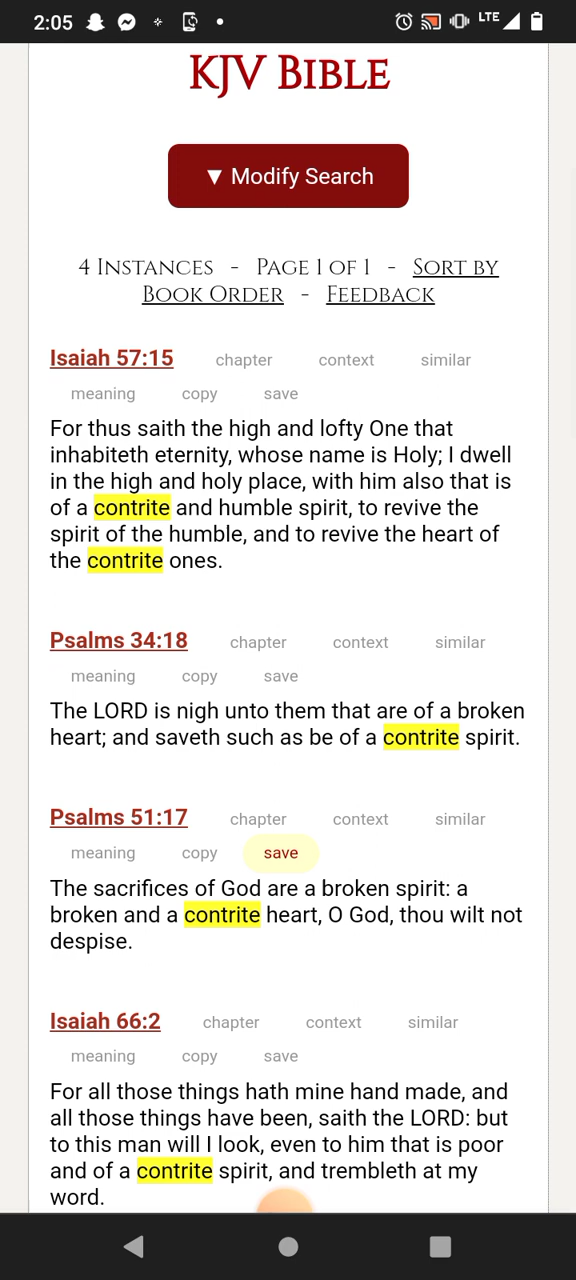 2:05
LTE
KJV Bible
▼ Modify Search
4 Instances - Page 1 of 1 - Sort by
Book Order - Feedback
Isaiah 57:15 chapter context similar
meaning copy save
For thus saith the high and lofty One that
inhabiteth eternity, whose name is Holy; I dwell
in the high and holy place, with him also that is
of a contrite and humble spirit, to revive the
spirit of the humble, and to revive the heart of
the contrite ones.
Psalms 34:18 chapter context similar
meaning copy save
The LORD is nigh unto them that are of a broken
heart; and saveth such as be of a contrite spirit.
Psalms 51:17 chapter context similar
meaning copy save
The sacrifices of God are a broken spirit: a
broken and a contrite heart, O God, thou wilt not
despise.
Isaiah 66:2 chapter context similar
meaning copy save
For all those things hath mine hand made, and
all those things have been, saith the LORD: but
to this man will I look, even to him that is poor
and of a contrite spirit, and trembleth at my
word.